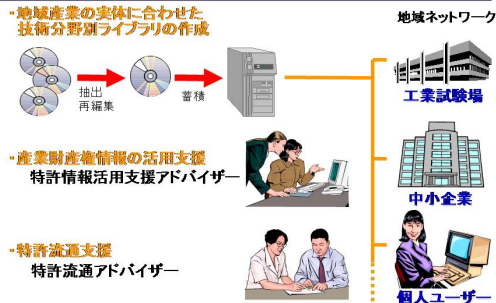 ・地域産業の実体に合わせた
技術分野別ライブラリの作成
地域ネットワーク
抽出
再編集
蓄積
工業試験場
・産業財産権情報の活用支援
特許情報活用支援アドバイザー
中小企業
・特許流通支援
特許流通アドバイザー
個人ユーザー